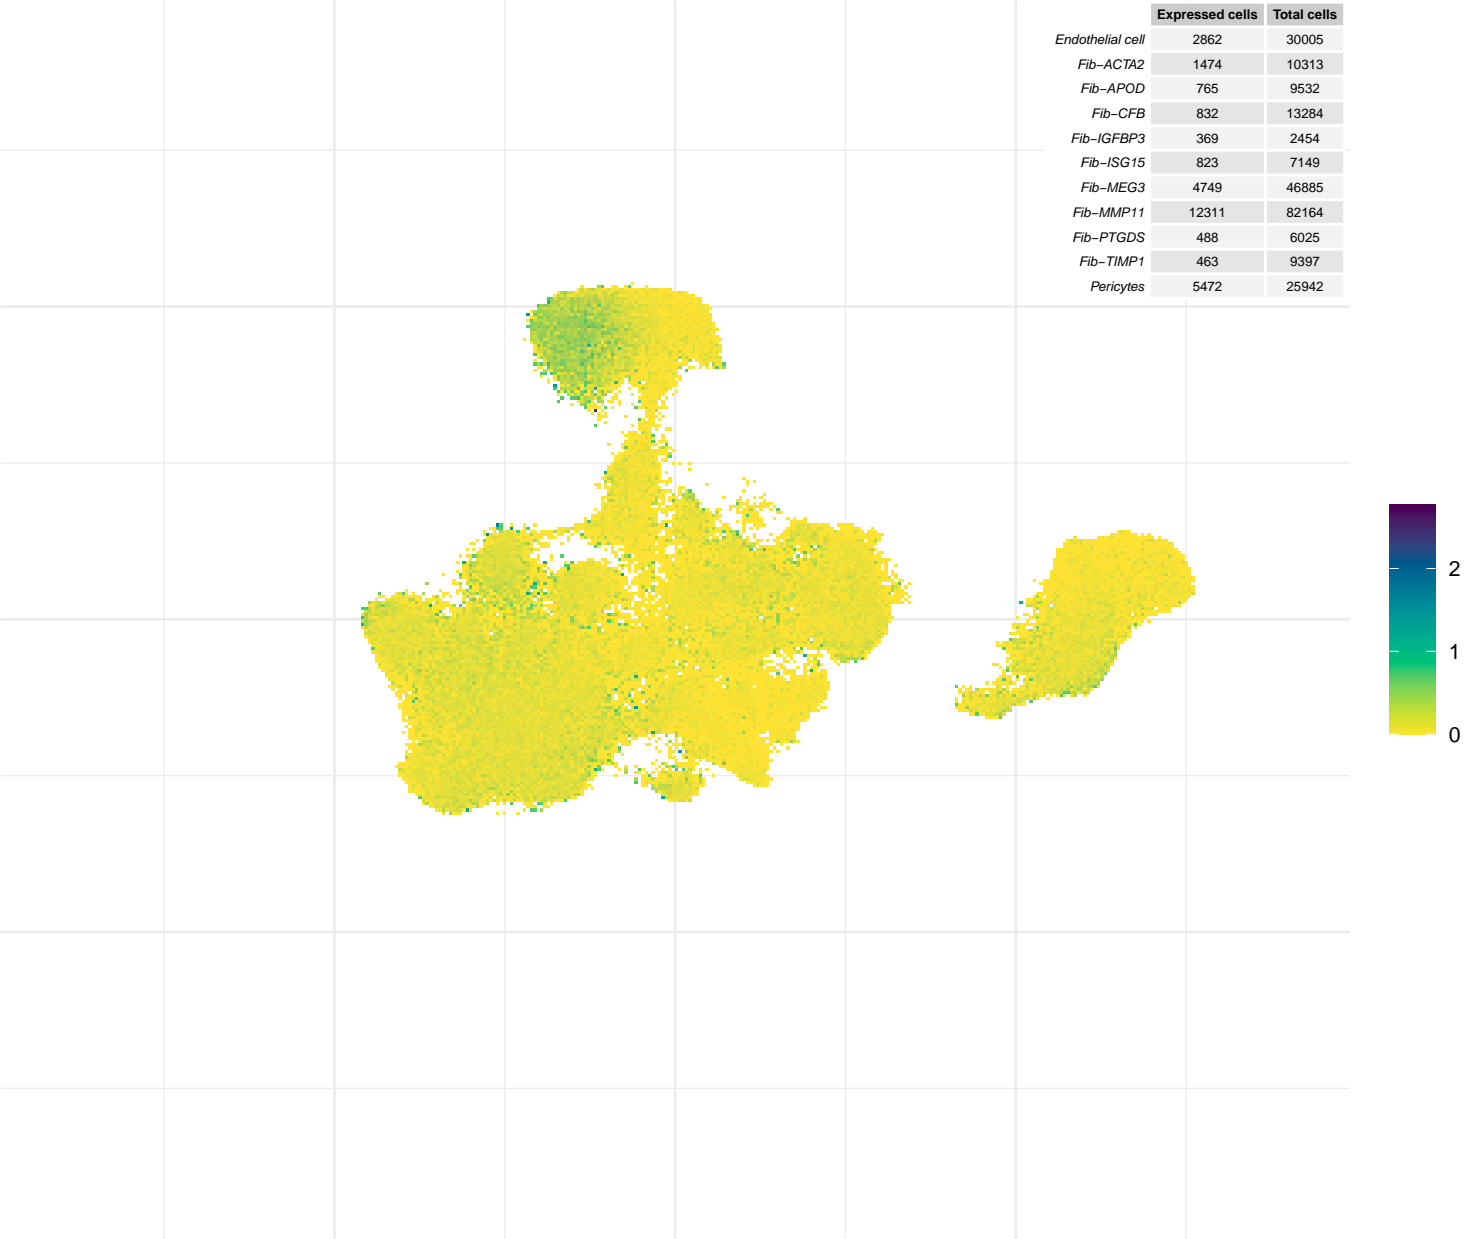 Expressed cells Total cells
Endothelial cell 2862 30005
Fib−ACTA2 1474 10313
Fib−APOD 765 9532
Fib−CFB 832 13284
Fib−IGFBP3 369 2454
Fib−ISG15 823 7149
Fib−MEG3 4749 46885
Fib−MMP11 12311 82164
Fib−PTGDS 488 6025
Fib−TIMP1 463 9397
Pericytes 5472 25942
2
1
0